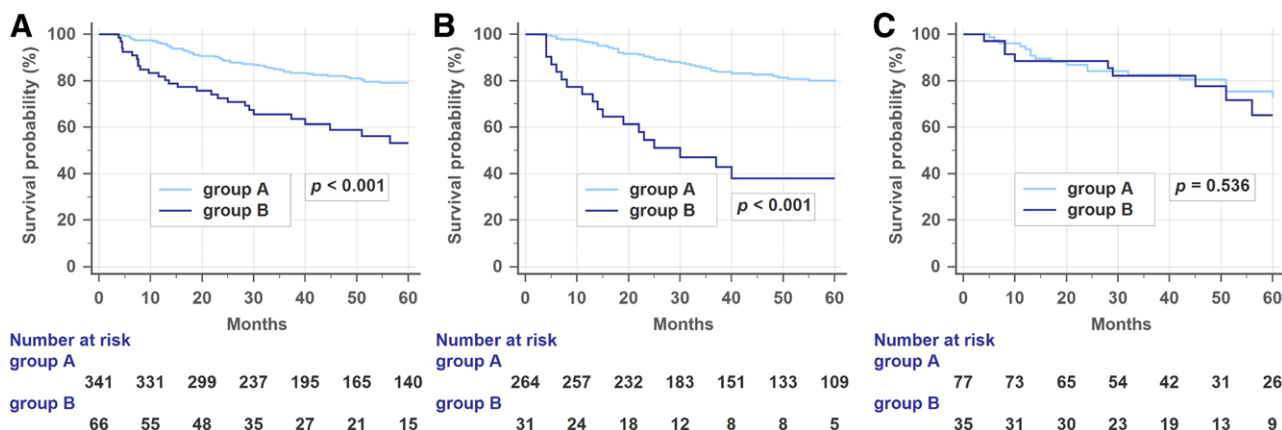 A
Survival probability (%)
100
80
60
40
20
0
group A
group B
p < 0.001
0 10 20 30 40 50 60
Months
Number at risk
group A
341 331 299 237 195 165 140
group B
66 55 48 35 27 21 15
B
Survival probability (%)
100
80
60
40
20
0
group A
group B
p < 0.001
0 10 20 30 40 50 60
Months
Number at risk
group A
264 257 232 183 151 133 109
group B
31 24 18 12 8 8 5
C
Survival probability (%)
100
80
60
40
20
0
group A
group B
p = 0.536
0 10 20 30 40 50 60
Months
Number at risk
group A
77 73 65 54 42 31 26
group B
35 31 30 23 19 13 9